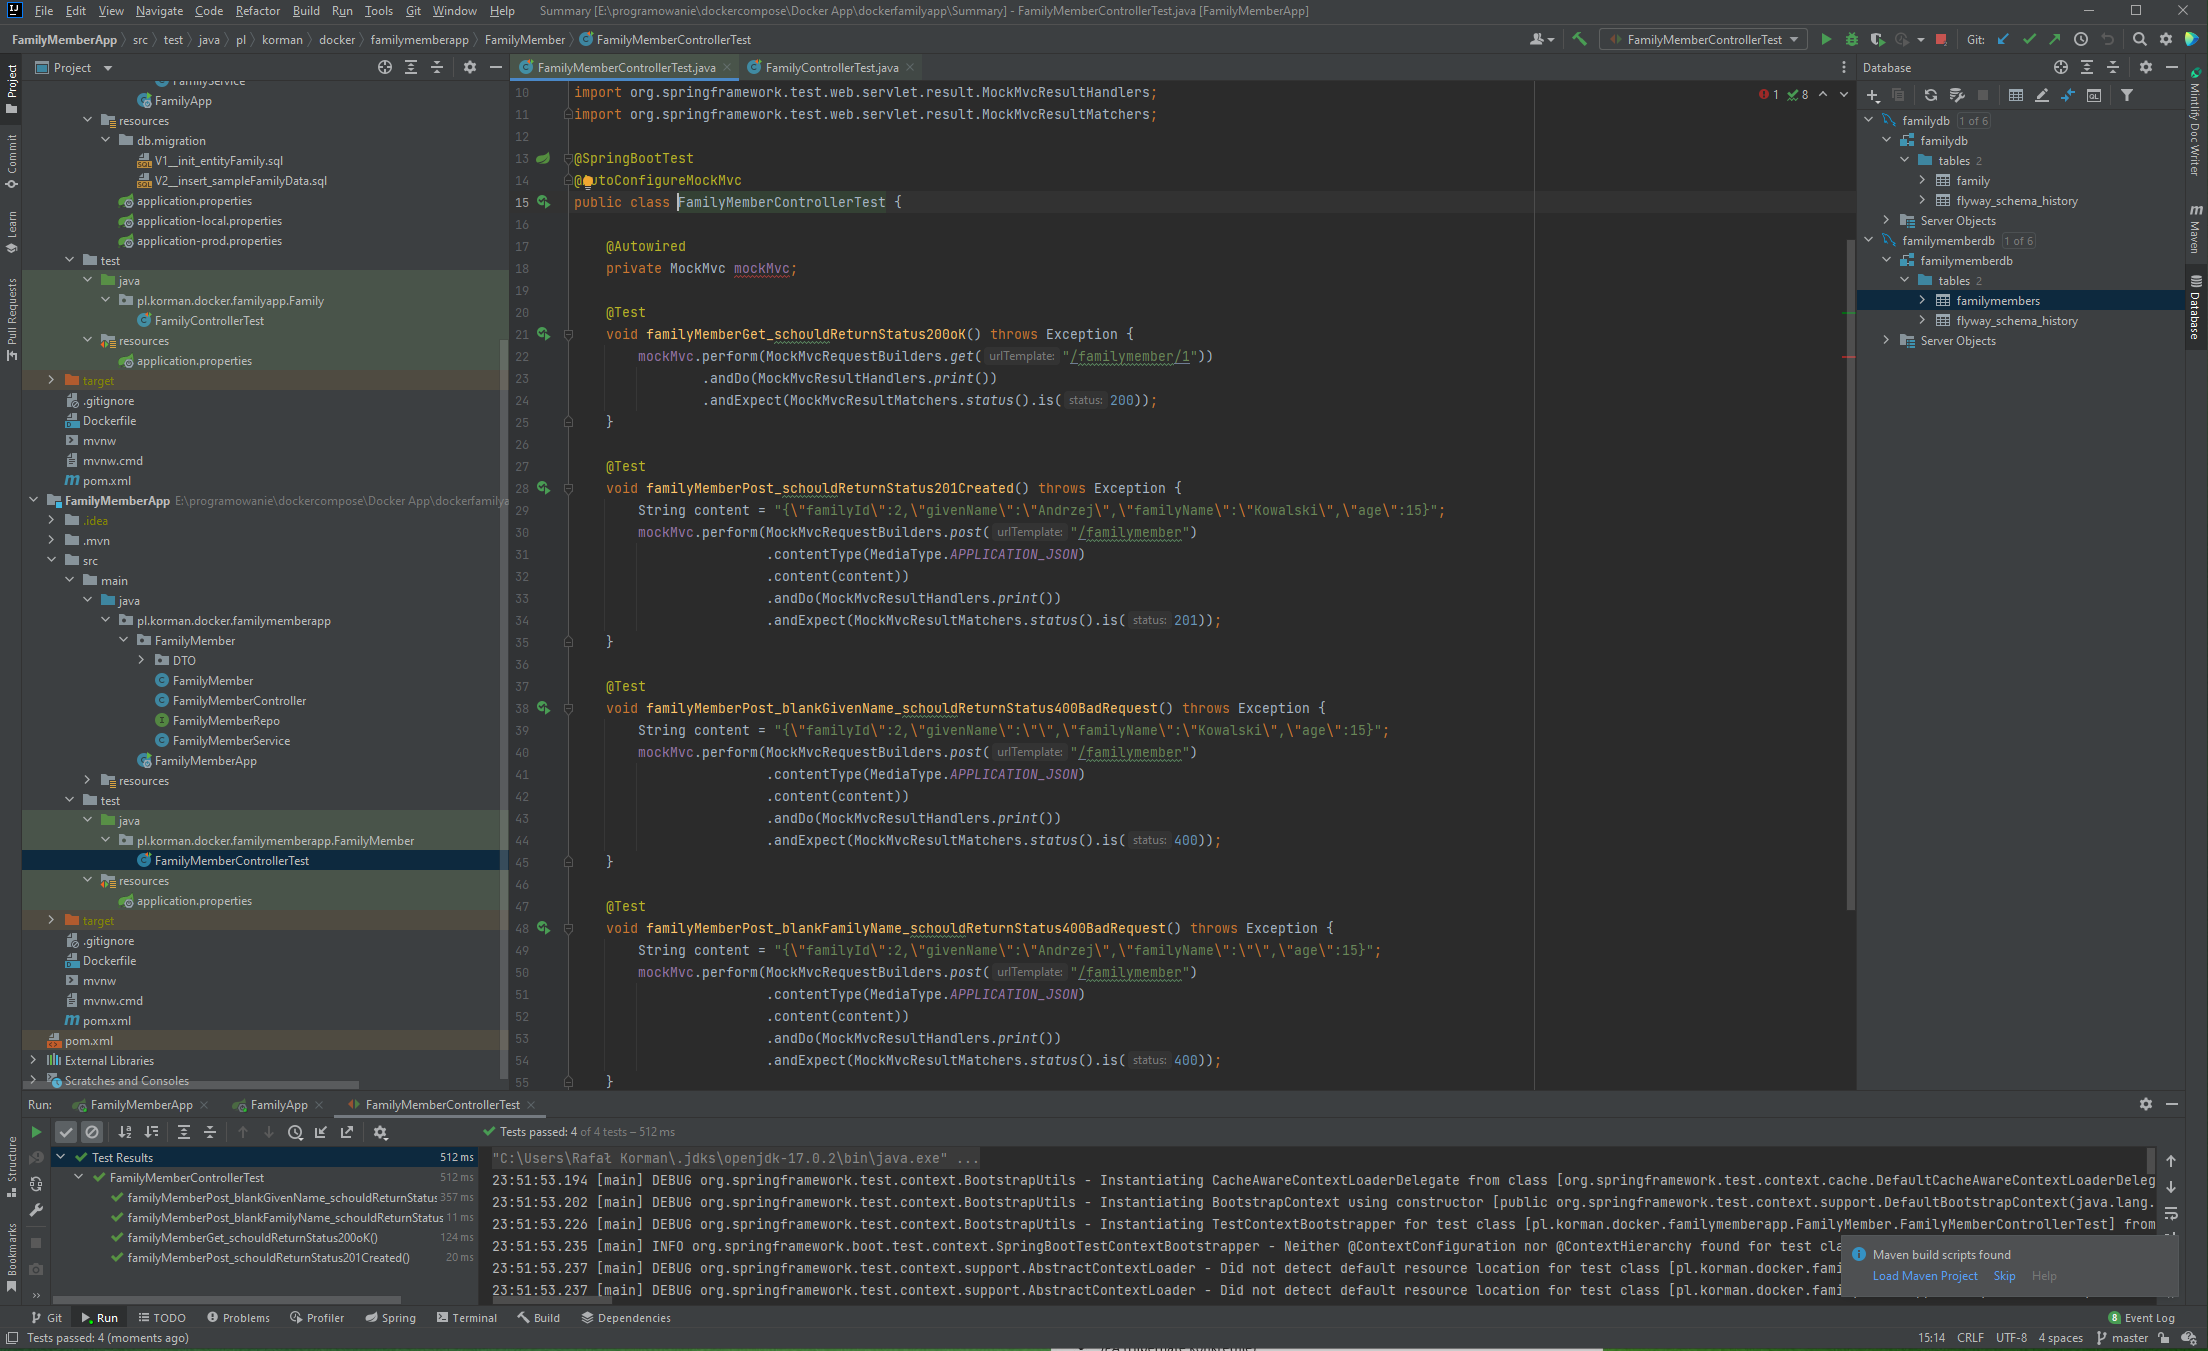 File Edit View Navigate Code Refactor Build Run Tools Git Window Help Summary [E:\programowanie\dockercompose\Docker App\dockerfamilyapp\Summary] - FamilyMemberControllerTest.java [FamilyMemberApp]
FamilyMemberApp src test java pl korman docker familymemberapp FamilyMember FamilyMemberControllerTest FamilyMemberControllerTest Git:
Project
FamilyService
FamilyApp
resources
db.migration
V1__init_entityFamily.sql
V2__insert_sampleFamilyData.sql
application.properties
application-local.properties
application-prod.properties
test
java
pl.korman.docker.familyapp.Family
FamilyControllerTest
resources
application.properties
target
.gitignore
Dockerfile
mvnw
mvnw.cmd
pom.xml
FamilyMemberApp E:\programowanie\dockercompose\Docker App\dockerfamilya
.idea
.mvn
src
main
java
pl.korman.docker.familymemberapp
FamilyMember
DTO
FamilyMember
FamilyMemberController
FamilyMemberRepo
FamilyMemberService
FamilyMemberApp
resources
test
java
pl.korman.docker.familymemberapp.FamilyMember
FamilyMemberControllerTest
resources
application.properties
target
.gitignore
Dockerfile
mvnw
mvnw.cmd
pom.xml
pom.xml
External Libraries
Scratches and Consoles
Project
Commit
Learn
Pull Requests
Structure
Bookmarks
FamilyMemberControllerTest.java FamilyControllerTest.java
1 8
10 import org.springframework.test.web.servlet.result.MockMvcResultHandlers;
11 import org.springframework.test.web.servlet.result.MockMvcResultMatchers;
12
13 @SpringBootTest
14 @utoConfigureMockMvc
15 public class FamilyMemberControllerTest {
16
17 @Autowired
18 private MockMvc mockMvc;
19
20 @Test
21 void familyMemberGet_schouldReturnStatus200oK() throws Exception {
22 mockMvc.perform(MockMvcRequestBuilders.get( urlTemplate: "/familymember/1"))
23 .andDo(MockMvcResultHandlers.print())
24 .andExpect(MockMvcResultMatchers.status().is( status: 200));
25 }
26
27 @Test
28 void familyMemberPost_schouldReturnStatus201Created() throws Exception {
29 String content = "{\"familyId\":2,\"givenName\":\"Andrzej\",\"familyName\":\"Kowalski\",\"age\":15}";
30 mockMvc.perform(MockMvcRequestBuilders.post( urlTemplate: "/familymember")
31 .contentType(MediaType.APPLICATION_JSON)
32 .content(content))
33 .andDo(MockMvcResultHandlers.print())
34 .andExpect(MockMvcResultMatchers.status().is( status: 201));
35 }
36
37 @Test
38 void familyMemberPost_blankGivenName_schouldReturnStatus400BadRequest() throws Exception {
39 String content = "{\"familyId\":2,\"givenName\":\"\",\"familyName\":\"Kowalski\",\"age\":15}";
40 mockMvc.perform(MockMvcRequestBuilders.post( urlTemplate: "/familymember")
41 .contentType(MediaType.APPLICATION_JSON)
42 .content(content))
43 .andDo(MockMvcResultHandlers.print())
44 .andExpect(MockMvcResultMatchers.status().is( status: 400));
45 }
46
47 @Test
48 void familyMemberPost_blankFamilyName_schouldReturnStatus400BadRequest() throws Exception {
49 String content = "{\"familyId\":2,\"givenName\":\"Andrzej\",\"familyName\":\"\",\"age\":15}";
50 mockMvc.perform(MockMvcRequestBuilders.post( urlTemplate: "/familymember")
51 .contentType(MediaType.APPLICATION_JSON)
52 .content(content))
53 .andDo(MockMvcResultHandlers.print())
54 .andExpect(MockMvcResultMatchers.status().is( status: 400));
55 }
Database
familydb 1 of 6
familydb
tables 2
family
flyway_schema_history
Server Objects
familymemberdb 1 of 6
familymemberdb
tables 2
familymembers
flyway_schema_history
Server Objects
Mintlify Doc Writer
Maven
Database
Run: FamilyMemberApp FamilyApp FamilyMemberControllerTest
Tests passed: 4 of 4 tests – 512 ms
Test Results 512 ms
FamilyMemberControllerTest 512 ms
familyMemberPost_blankGivenName_schouldReturnStatus 357 ms
familyMemberPost_blankFamilyName_schouldReturnStatus 11 ms
familyMemberGet_schouldReturnStatus200oK() 124 ms
familyMemberPost_schouldReturnStatus201Created() 20 ms
"C:\Users\Rafał Korman\.jdks\openjdk-17.0.2\bin\java.exe" ...
23:51:53.194 [main] DEBUG org.springframework.test.context.BootstrapUtils - Instantiating CacheAwareContextLoaderDelegate from class [org.springframework.test.context.cache.DefaultCacheAwareContextLoaderDeleg
23:51:53.202 [main] DEBUG org.springframework.test.context.BootstrapUtils - Instantiating BootstrapContext using constructor [public org.springframework.test.context.support.DefaultBootstrapContext(java.lang.
23:51:53.226 [main] DEBUG org.springframework.test.context.BootstrapUtils - Instantiating TestContextBootstrapper for test class [pl.korman.docker.familymemberapp.FamilyMember.FamilyMemberControllerTest] from
23:51:53.235 [main] INFO org.springframework.boot.test.context.SpringBootTestContextBootstrapper - Neither @ContextConfiguration nor @ContextHierarchy found for test cla
23:51:53.237 [main] DEBUG org.springframework.test.context.support.AbstractContextLoader - Did not detect default resource location for test class [pl.korman.docker.fami
23:51:53.237 [main] DEBUG org.springframework.test.context.support.AbstractContextLoader - Did not detect default resource location for test class [pl.korman.docker.fami
Maven build scripts found
Load Maven Project Skip Help
Git Run TODO Problems Profiler Spring Terminal Build Dependencies 8 Event Log
Tests passed: 4 (moments ago) 15:14 CRLF UTF-8 4 spaces master